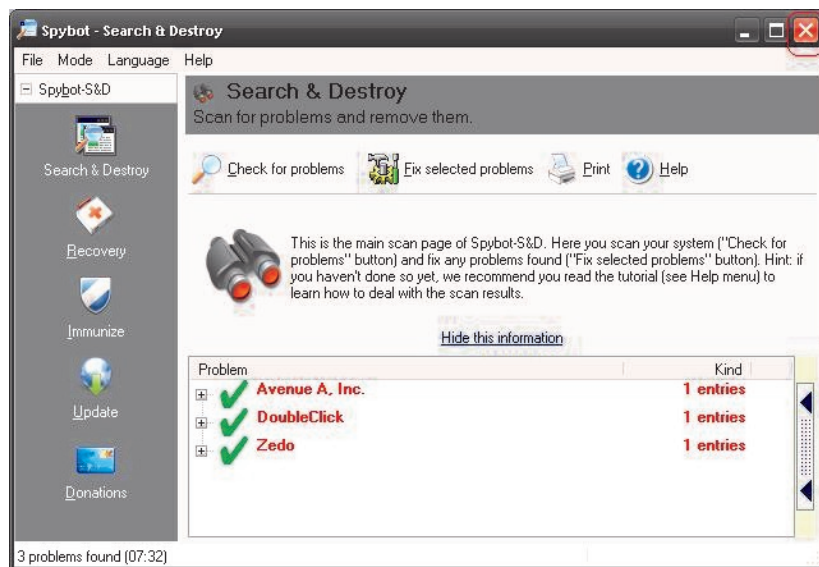 Spybot - Search & Destroy
File Mode Language Help
Spybot-S&D
Search & Destroy
Recovery
Immunize
Update
Donations
Search & Destroy
Scan for problems and remove them.
Check for problems Fix selected problems Print Help
This is the main scan page of Spybot-S&D. Here you scan your system ("Check for
problems" button) and fix any problems found ("Fix selected problems" button). Hint: if
you haven't done so yet, we recommend you read the tutorial (see Help menu) to
learn how to deal with the scan results.
Hide this information
Problem Kind
Avenue A, Inc. 1 entries
DoubleClick 1 entries
Zedo 1 entries
3 problems found (07:32)